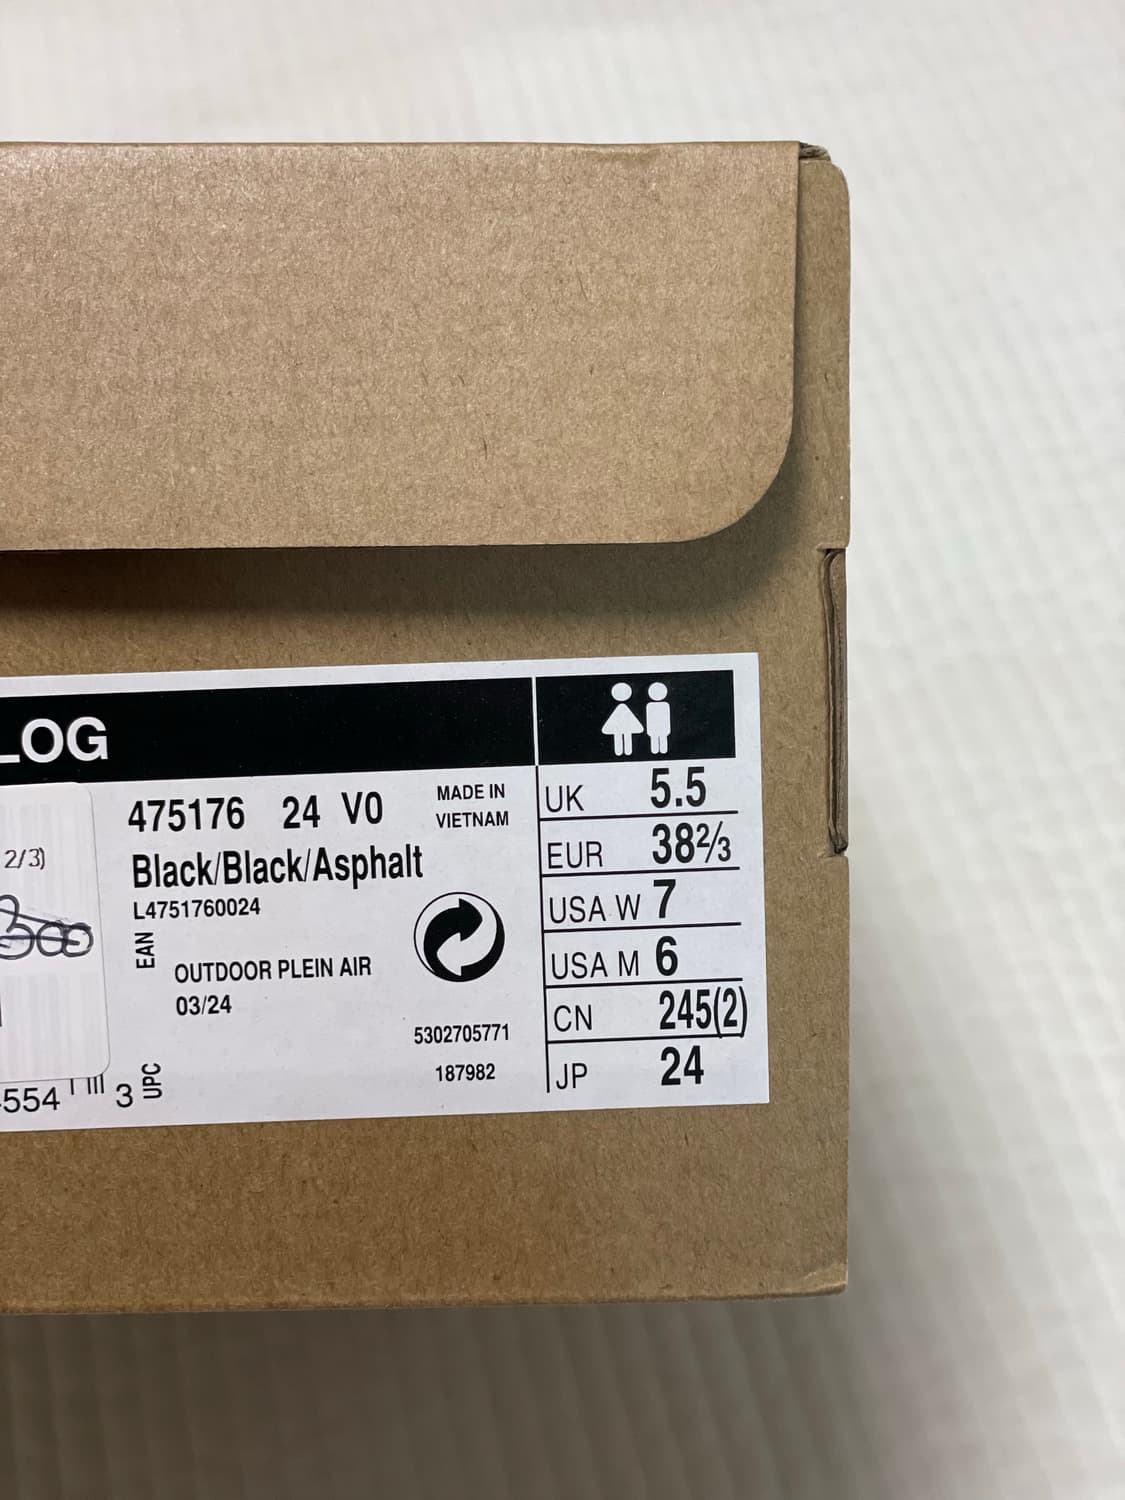 LOG
475176 24 V0
MADE IN
VIETNAM
Black/Black/Asphalt
L4751760024
EAN
OUTDOOR PLEIN AIR
03/24
5302705771
187982
2/3)
300
554
3
UPC
UK 5.5
EUR 38⅔
USA W 7
USA M 6
CN 245(2)
JP 24